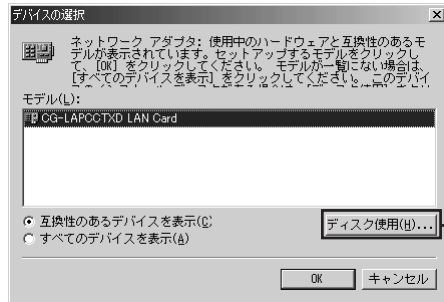 デバイスの選択
ネットワーク アダプタ: 使用中のハードウェアと互換性のあるモ
デルが表示されています。セットアップするモデルをクリックし
て、[OK] をクリックしてください。 モデルが一覧にない場合は、
[すべてのデバイスを表示] をクリックしてください。 このデバイ
モデル(L):
CG-LAPCCTXD LAN Card
互換性のあるデバイスを表示(C)
すべてのデバイスを表示(A)
ディスク使用(H)...
OK
キャンセル